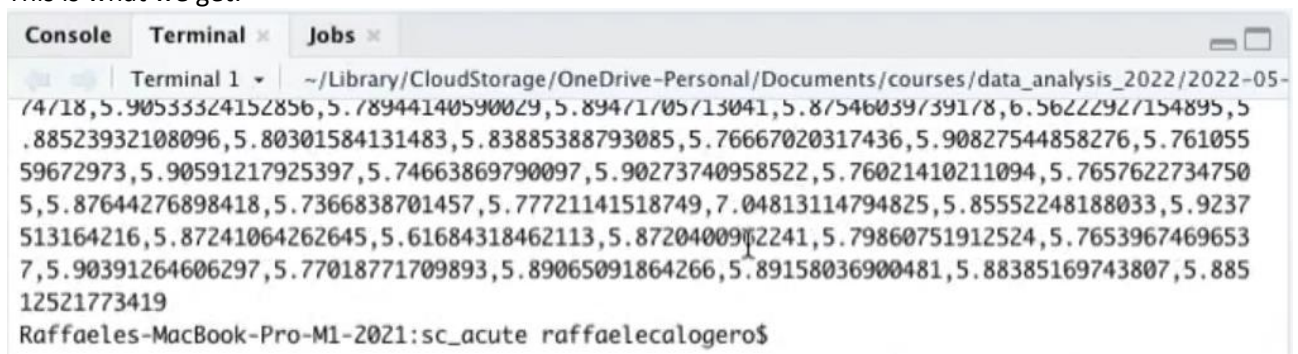 Console Terminal × Jobs ×
Terminal 1 ~/Library/CloudStorage/OneDrive-Personal/Documents/courses/data_analysis_2022/2022-05-
74718,5.90533324152856,5.78944140590029,5.89471705713041,5.87546039739178,6.56222927154895,5
.88523932108096,5.80301584131483,5.83885388793085,5.76667020317436,5.90827544858276,5.761055
59672973,5.90591217925397,5.74663869790097,5.90273740958522,5.76021410211094,5.7657622734750
5,5.87644276898418,5.7366838701457,5.77721141518749,7.04813114794825,5.85552248188033,5.9237
513164216,5.87241064262645,5.61684318462113,5.87204009 2241,5.79860751912524,5.7653967469653
7,5.90391264606297,5.77018771709893,5.89065091864266,5.89158036900481,5.88385169743807,5.885
12521773419
Raffaeles-MacBook-Pro-M1-2021:sc_acute raffaelecalogero$